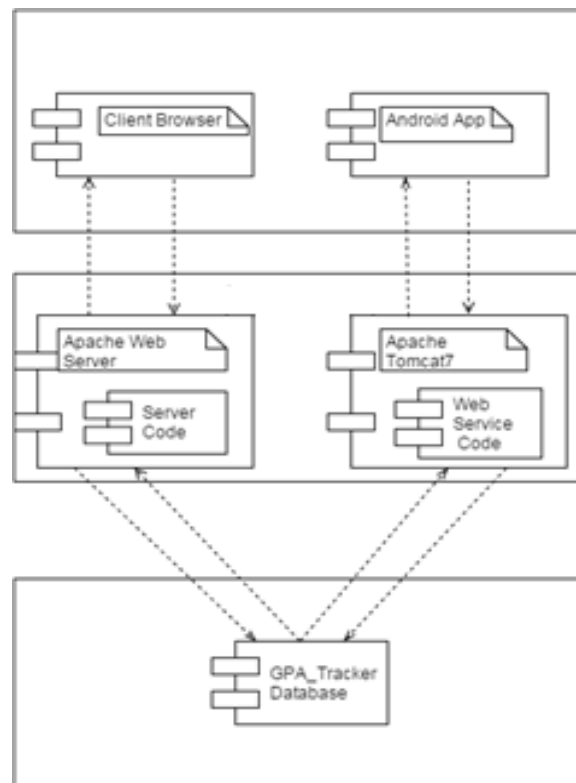 Client Browser
Android App
Apache Web
Server
Server
Code
Apache
Tomcat7
Web
Service
Code
GPA_Tracker
Database